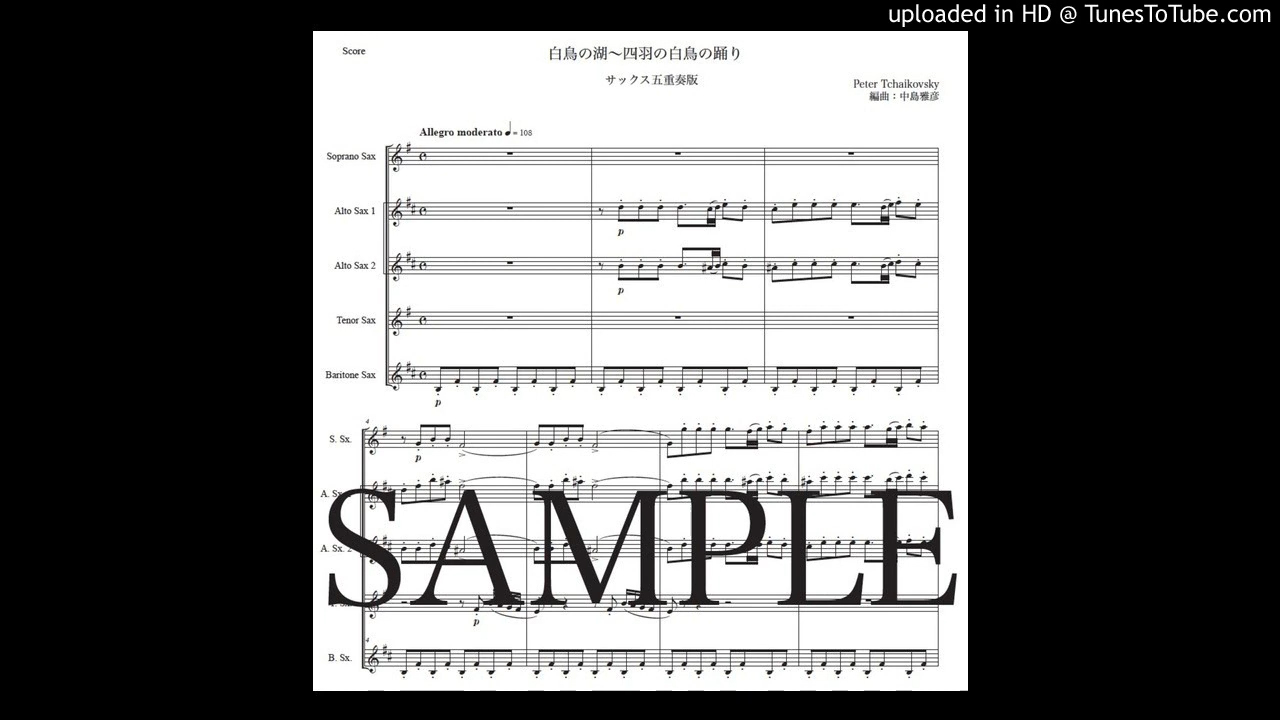 uploaded in HD @ TunesToTube.com
Score
白鳥の湖～四羽の白鳥の踊り
サックス五重奏版
Peter Tchaikovsky
編曲：中島雅彦
Allegro moderato ♩= 108
Soprano Sax
Alto Sax 1
p
Alto Sax 2
p
Tenor Sax
Baritone Sax
p
4
S. Sx.
p
A. Sx. 2
p
4
B. Sx.
SAMPLE